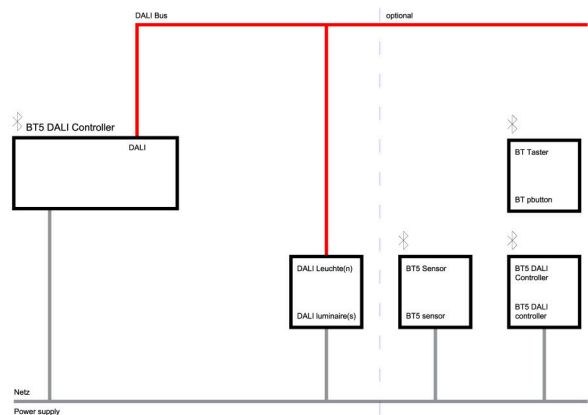 DALI Bus
optional
BT5 DALI Controller
DALI
BT Taster
BT pbutton
DALI Leuchte(n)
DALI luminaire(s)
BT5 Sensor
BT5 sensor
BT5 DALI
Controller
BT5 DALI
controller
Netz
Power supply